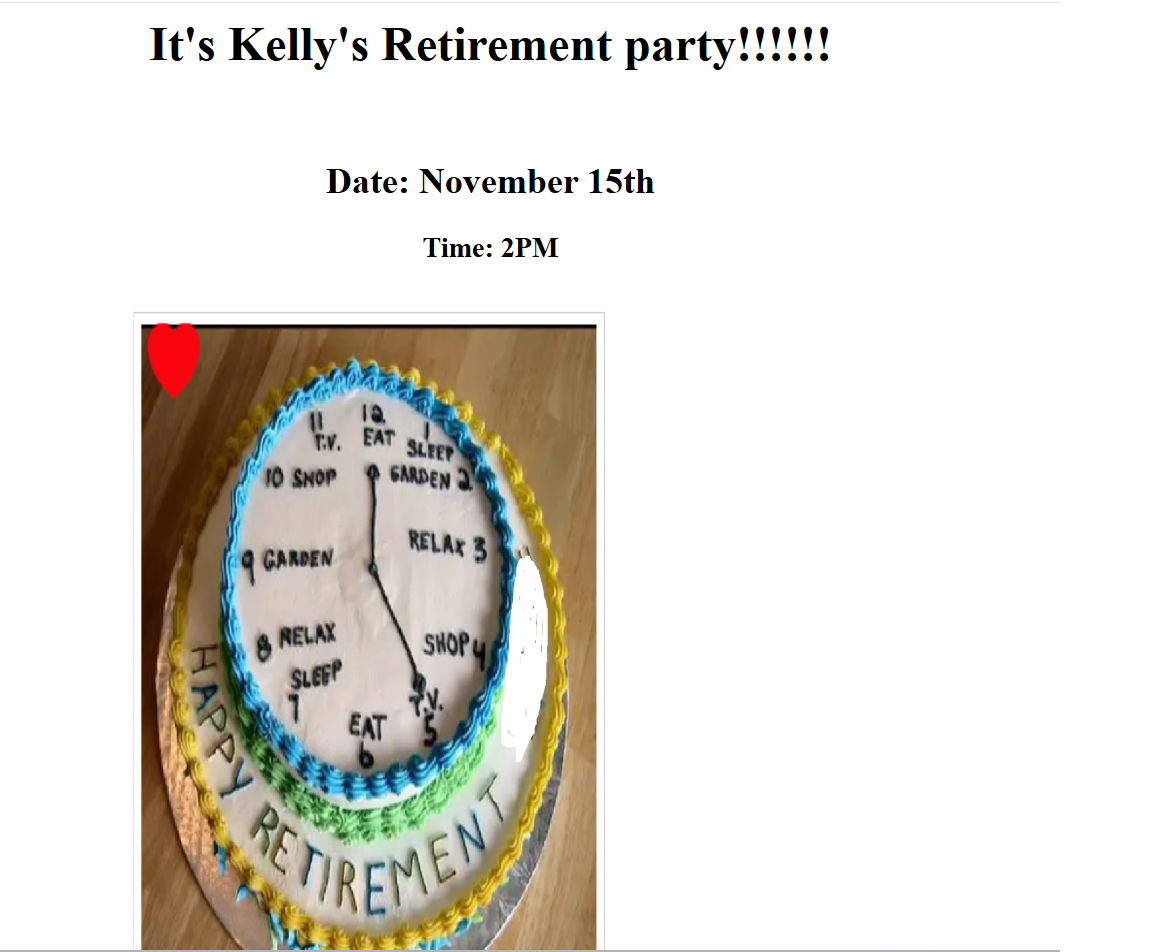 It's Kelly's Retirement party!!!!!!
Date: November 15th
Time: 2PM
12
EAT
1
SLEEP
GARDEN 2
RELAX 3
SHOP 4
T.V.
5
EAT
6
SLEEP
7
8 RELAX
9 GARDEN
10 SHOP
11
T.V.
HAPPY RETIREMENT